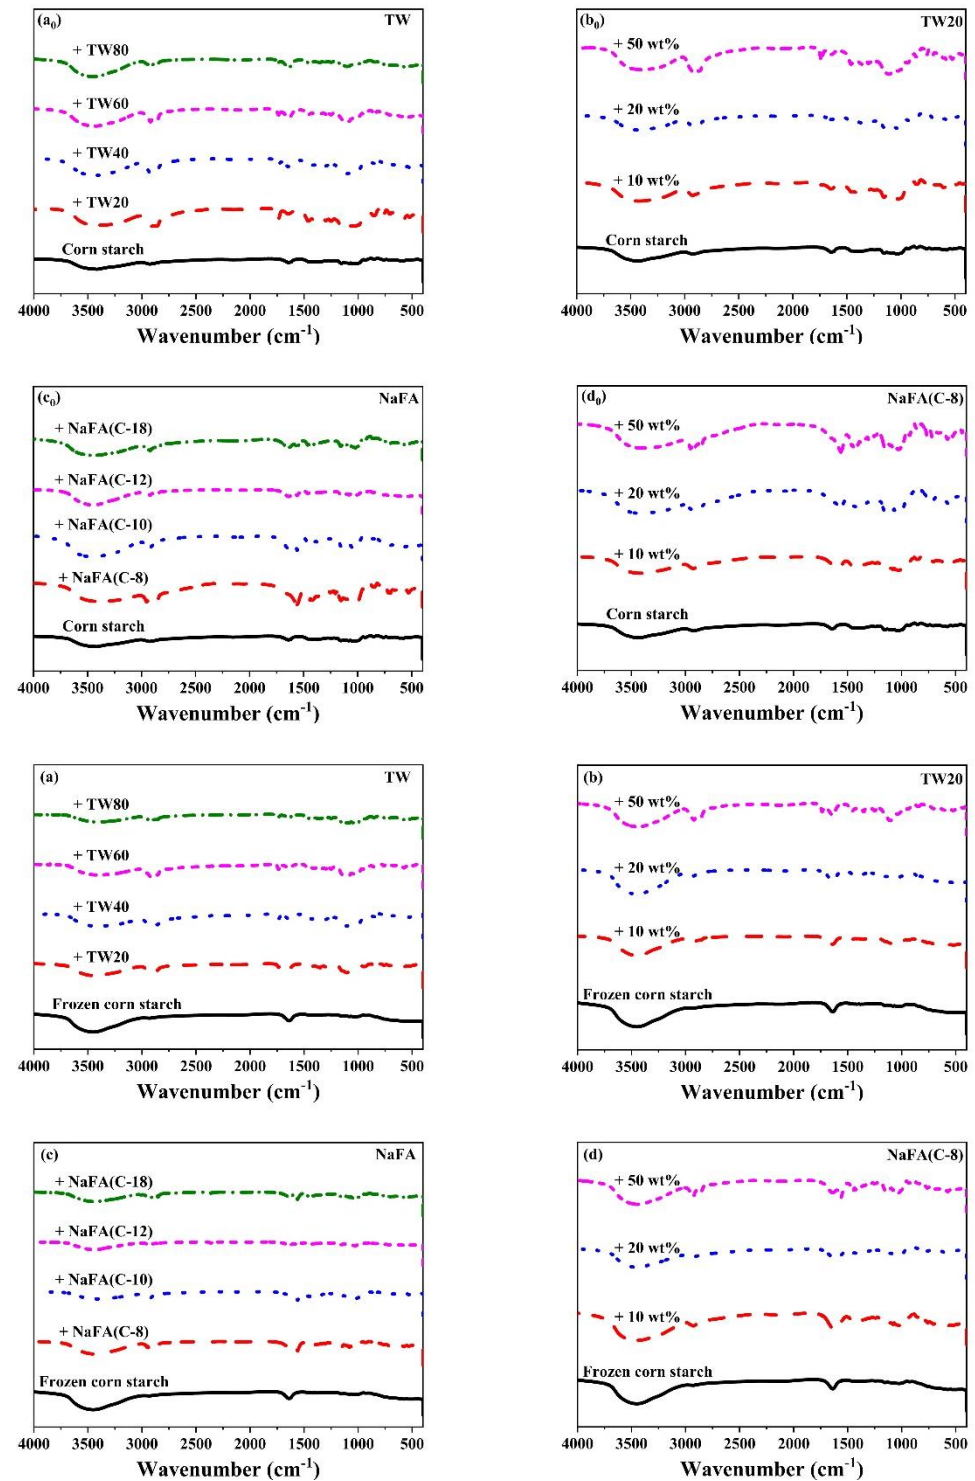 (a0) TW
+ TW80
+ TW60
+ TW40
+ TW20
Corn starch
4000 3500 3000 2500 2000 1500 1000 500
Wavenumber (cm-1)
(b0) TW20
+ 50 wt%
+ 20 wt%
+ 10 wt%
Corn starch
4000 3500 3000 2500 2000 1500 1000 500
Wavenumber (cm-1)
(c0) NaFA
+ NaFA(C-18)
+ NaFA(C-12)
+ NaFA(C-10)
+ NaFA(C-8)
Corn starch
4000 3500 3000 2500 2000 1500 1000 500
Wavenumber (cm-1)
(d0) NaFA(C-8)
+ 50 wt%
+ 20 wt%
+ 10 wt%
Corn starch
4000 3500 3000 2500 2000 1500 1000 500
Wavenumber (cm-1)
(a) TW
+ TW80
+ TW60
+ TW40
+ TW20
Frozen corn starch
4000 3500 3000 2500 2000 1500 1000 500
Wavenumber (cm-1)
(b) TW20
+ 50 wt%
+ 20 wt%
+ 10 wt%
Frozen corn starch
4000 3500 3000 2500 2000 1500 1000 500
Wavenumber (cm-1)
(c) NaFA
+ NaFA(C-18)
+ NaFA(C-12)
+ NaFA(C-10)
+ NaFA(C-8)
Frozen corn starch
4000 3500 3000 2500 2000 1500 1000 500
Wavenumber (cm-1)
(d) NaFA(C-8)
+ 50 wt%
+ 20 wt%
+ 10 wt%
Frozen corn starch
4000 3500 3000 2500 2000 1500 1000 500
Wavenumber (cm-1)